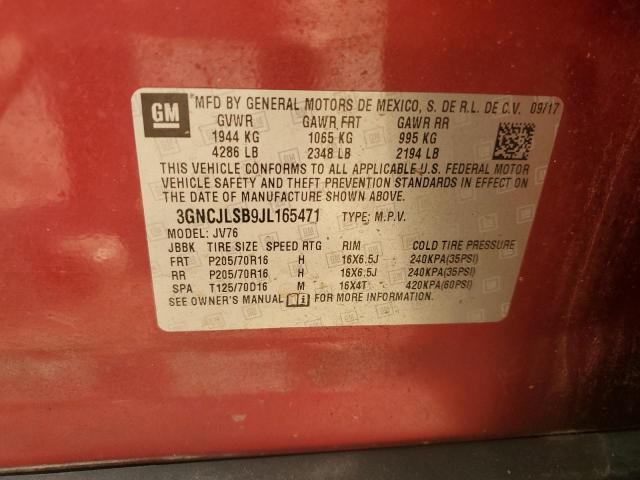 GM
MFD BY GENERAL MOTORS DE MEXICO, S. DE R.L. DE C.V. 09/17
GVWR GAWR FRT GAWR RR
1944 KG 1065 KG 995 KG
4286 LB 2348 LB 2194 LB
THIS VEHICLE CONFORMS TO ALL APPLICABLE U.S. FEDERAL MOTOR
VEHICLE SAFETY AND THEFT PREVENTION STANDARDS IN EFFECT ON
THE DATE OF MANUFACTURE SHOWN ABOVE.
3GNCJLSB9JL165471 TYPE: M.P.V.
MODEL: JV76
JBBK TIRE SIZE SPEED RTG RIM COLD TIRE PRESSURE
FRT P205/70R16 H 16X6.5J 240KPA(35PSI)
RR P205/70R16 H 16X6.5J 240KPA(35PSI)
SPA T125/70D16 M 16X4T 420KPA(60PSI)
SEE OWNER'S MANUAL FOR MORE INFORMATION.